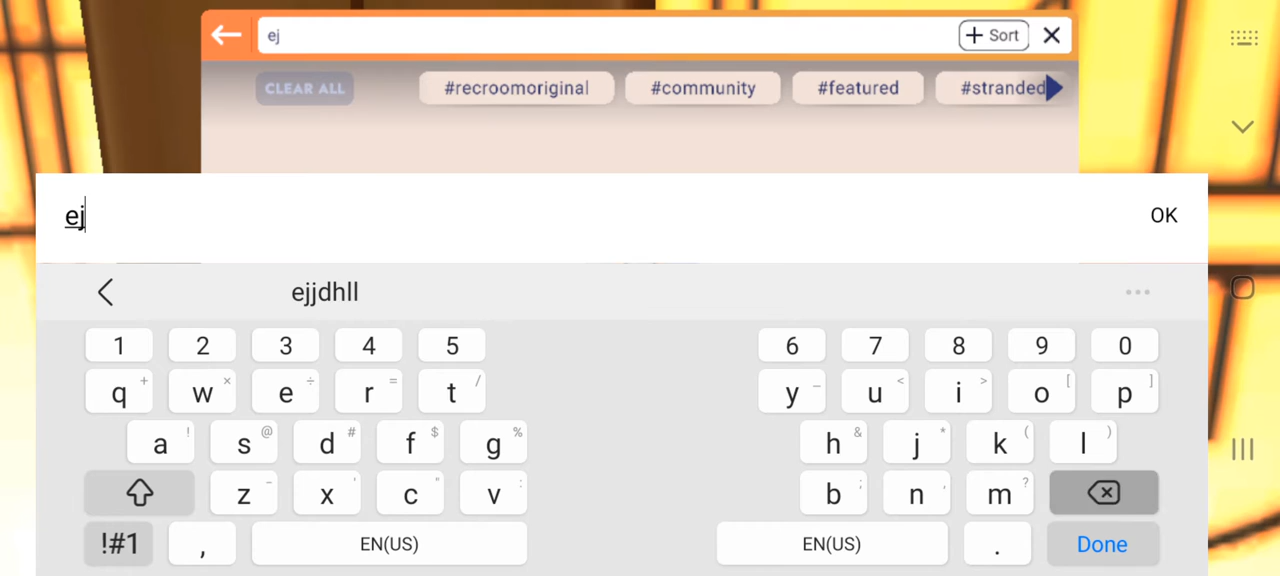 ej
+ Sort
CLEAR ALL #recroomoriginal #community #featured #stranded
ej OK
ejjdhll
1 2 3 4 5 6 7 8 9 0
q + w × e ÷ r = t / y _ u < i > o [ p ]
a ! s @ d # f $ g % h & j * k ( l )
z - x ' c " v : b ; n , m ?
!#1 , EN(US) EN(US) . Done